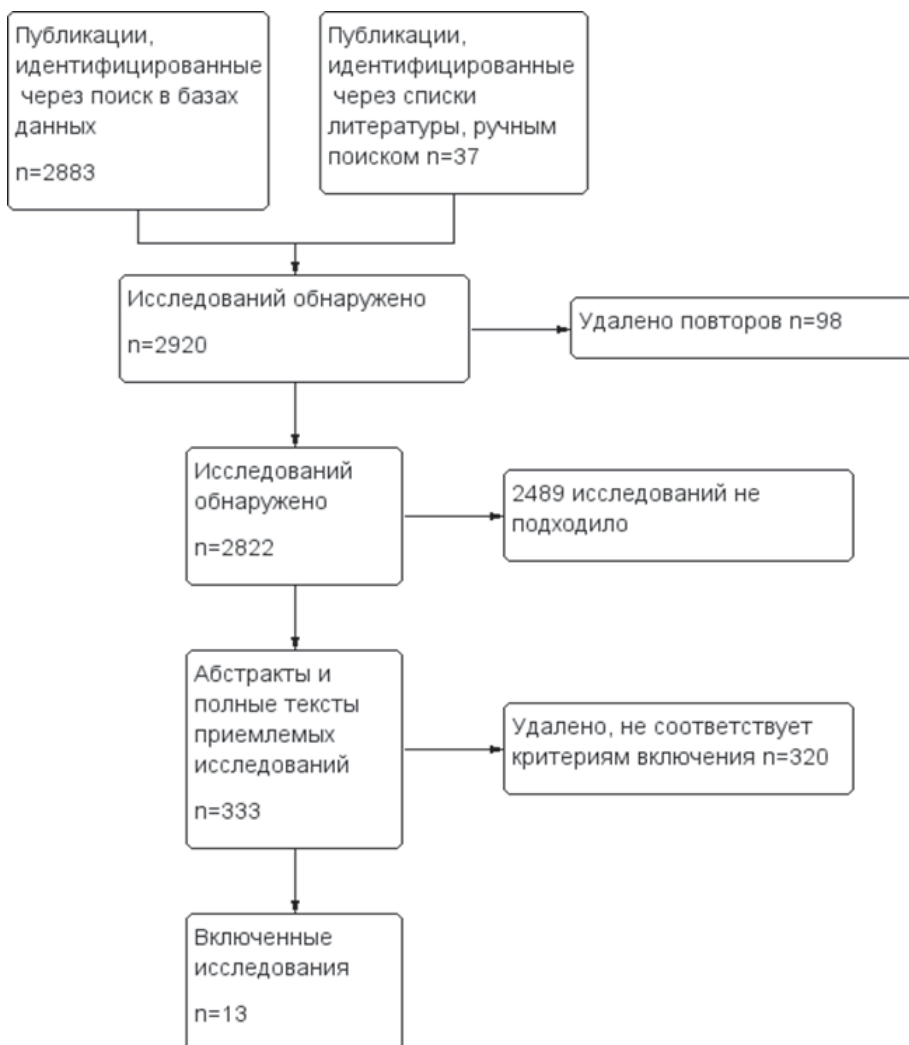 Публикации,
идентифицированные
через поиск в базах
данных
n=2883
Публикации,
идентифицированные
через списки
литературы, ручным
поиском n=37
Исследований обнаружено
n=2920
Удалено повторов n=98
Исследований
обнаружено
n=2822
2489 исследований не
подходило
Абстракты и
полные тексты
приемлемых
исследований
n=333
Удалено, не соответствует
критериям включения n=320
Включенные
исследования
n=13